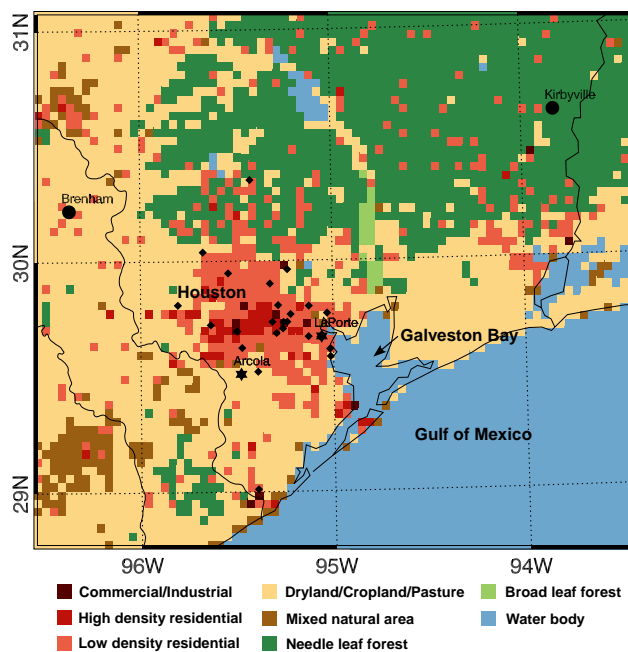 31N
Kirbyville
Brenham
30N
Houston
LaPorte
Galveston Bay
Arcola
Gulf of Mexico
29N
96W 95W 94W
Commercial/Industrial Dryland/Cropland/Pasture Broad leaf forest
High density residential Mixed natural area Water body
Low density residential Needle leaf forest